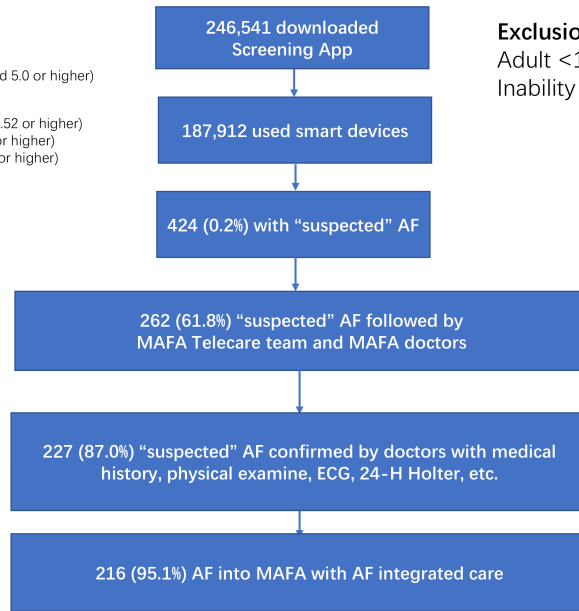 246,541 downloaded
Screening App
Exclusio
Adult <1
Inability
d 5.0 or higher)
.52 or higher)
or higher)
or higher)
187,912 used smart devices
424 (0.2%) with “suspected” AF
262 (61.8%) “suspected” AF followed by
MAFA Telecare team and MAFA doctors
227 (87.0%) “suspected” AF confirmed by doctors with medical
history, physical examine, ECG, 24-H Holter, etc.
216 (95.1%) AF into MAFA with AF integrated care